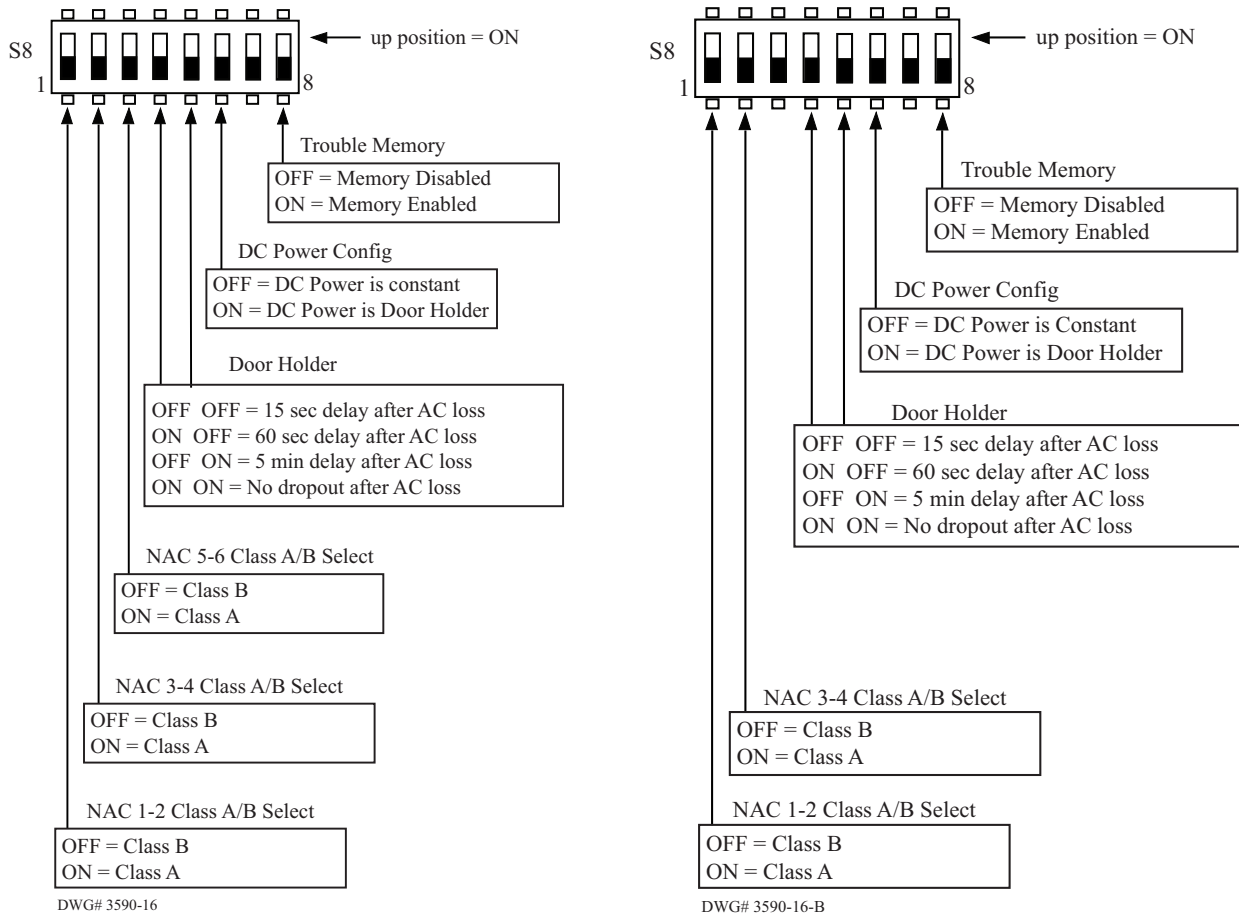 up position = ON
S8
1
8
Trouble Memory
OFF = Memory Disabled
ON = Memory Enabled
DC Power Config
OFF = DC Power is constant
ON = DC Power is Door Holder
Door Holder
OFF OFF = 15 sec delay after AC loss
ON OFF = 60 sec delay after AC loss
OFF ON = 5 min delay after AC loss
ON ON = No dropout after AC loss
NAC 5-6 Class A/B Select
OFF = Class B
ON = Class A
NAC 3-4 Class A/B Select
OFF = Class B
ON = Class A
NAC 1-2 Class A/B Select
OFF = Class B
ON = Class A
DWG# 3590-16
up position = ON
S8
1
8
Trouble Memory
OFF = Memory Disabled
ON = Memory Enabled
DC Power Config
OFF = DC Power is Constant
ON = DC Power is Door Holder
Door Holder
OFF OFF = 15 sec delay after AC loss
ON OFF = 60 sec delay after AC loss
OFF ON = 5 min delay after AC loss
ON ON = No dropout after AC loss
NAC 3-4 Class A/B Select
OFF = Class B
ON = Class A
NAC 1-2 Class A/B Select
OFF = Class B
ON = Class A
DWG# 3590-16-B